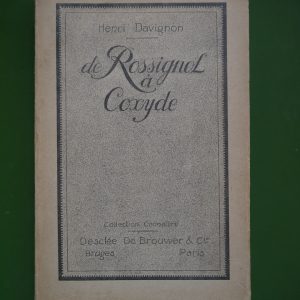 Henri Davignon
de Rossignol
à
Coxyde
Collection Durendal
Desclée De Brouwer & Cie
Bruges Paris